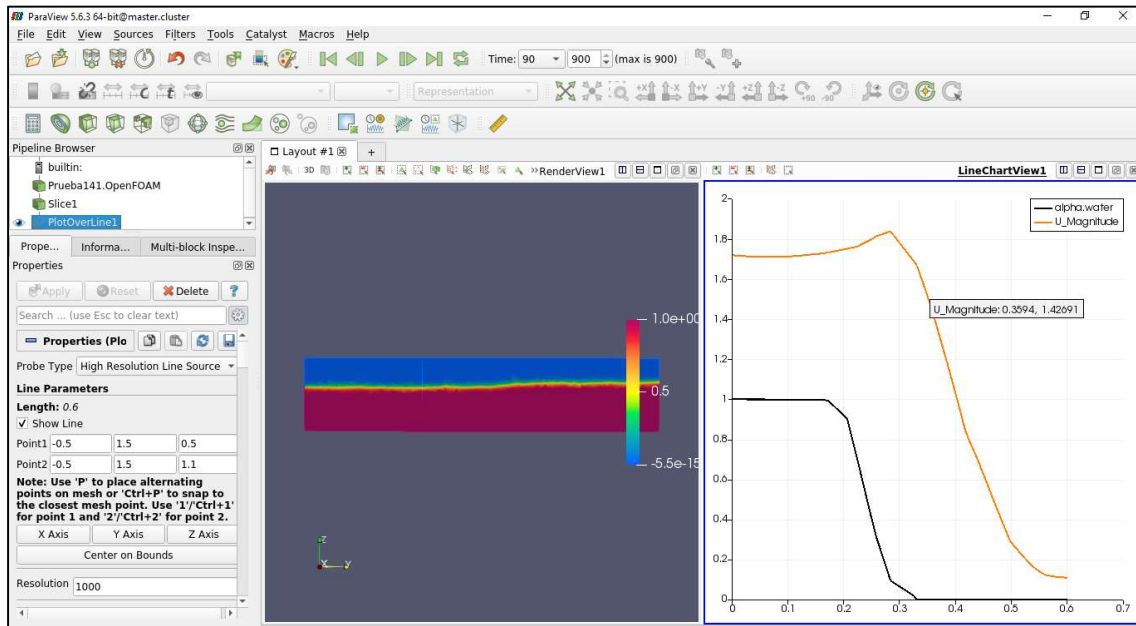 ParaView 5.6.3 64-bit@master.cluster
File Edit View Sources Filters Tools Catalyst Macros Help
Time: 90 900 (max is 900)
Representation
+X -X +Y -Y +Z -Z +90 -90
Pipeline Browser
builtin:
Prueba141.OpenFOAM
Slice1
PlotOverLine1
Prope... Informa... Multi-block Inspe...
Properties
Apply Reset Delete ?
Search ... (use Esc to clear text)
Properties (Plo
Probe Type High Resolution Line Source
Line Parameters
Length: 0.6
Show Line
Point1 -0.5 1.5 0.5
Point2 -0.5 1.5 1.1
Note: Use 'P' to place alternating
points on mesh or 'Ctrl+P' to snap to
the closest mesh point. Use '1'/'Ctrl+1'
for point 1 and '2'/'Ctrl+2' for point 2.
X Axis Y Axis Z Axis
Center on Bounds
Resolution 1000
Layout #1 +
3D RenderView1
1.0e+00
0.5
-5.5e-15
Z
X Y
LineChartView1
alpha.water
U_Magnitude
U_Magnitude: 0.3594, 1.42691
2
1.8
1.6
1.4
1.2
1
0.8
0.6
0.4
0.2
0
0 0.1 0.2 0.3 0.4 0.5 0.6 0.7